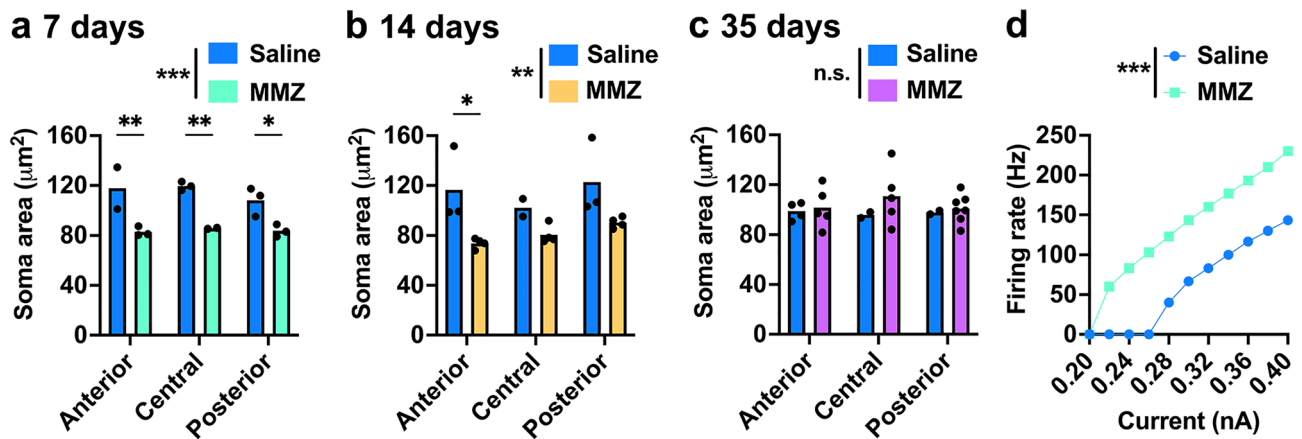 a 7 days
*** Saline
MMZ
Soma area (μm²)
160
120
80
40
0
** ** *
Anterior
Central
Posterior
b 14 days
** Saline
MMZ
Soma area (μm²)
160
120
80
40
0
*
Anterior
Central
Posterior
c 35 days
n.s. Saline
MMZ
Soma area (μm²)
160
120
80
40
0
Anterior
Central
Posterior
d
*** Saline
MMZ
Firing rate (Hz)
250
200
150
100
50
0
0.20
0.24
0.28
0.32
0.36
0.40
Current (nA)